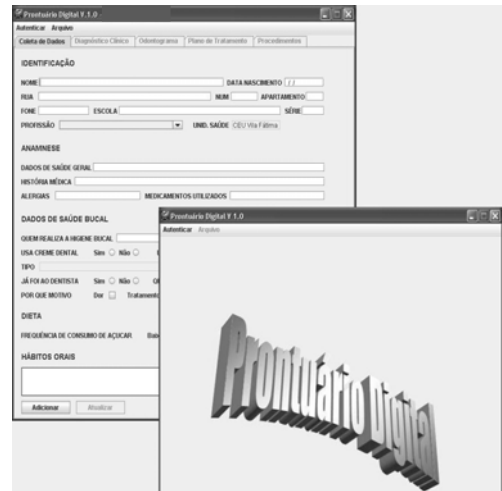 Prontuário Digital V.1.0
Autenticar Arquivo
Coleta de Dados Diagnóstico Clínico Odontograma Plano de Tratamento Procedimentos
IDENTIFICAÇÃO
NOME DATA NASCIMENTO / /
RUA NUM APARTAMENTO
FONE ESCOLA SÉRIE
PROFISSÃO UNID. SAÚDE CEU Vila Fátima
ANAMNESE
DADOS DE SAÚDE GERAL
HISTÓRIA MÉDICA
ALERGIAS MEDICAMENTOS UTILIZADOS
DADOS DE SAÚDE BUCAL
QUEM REALIZA A HIGIENE BUCAL
USA CREME DENTAL Sim Não
TIPO
JÁ FOI AO DENTISTA Sim Não
POR QUE MOTIVO Dor Tratamento
DIETA
FREQUÊNCIA DE CONSUMO DE AÇUCAR
HÁBITOS ORAIS
Adicionar Atualizar
Prontuário Digital V 1.0
Autenticar Arquivo
Prontuário Digital